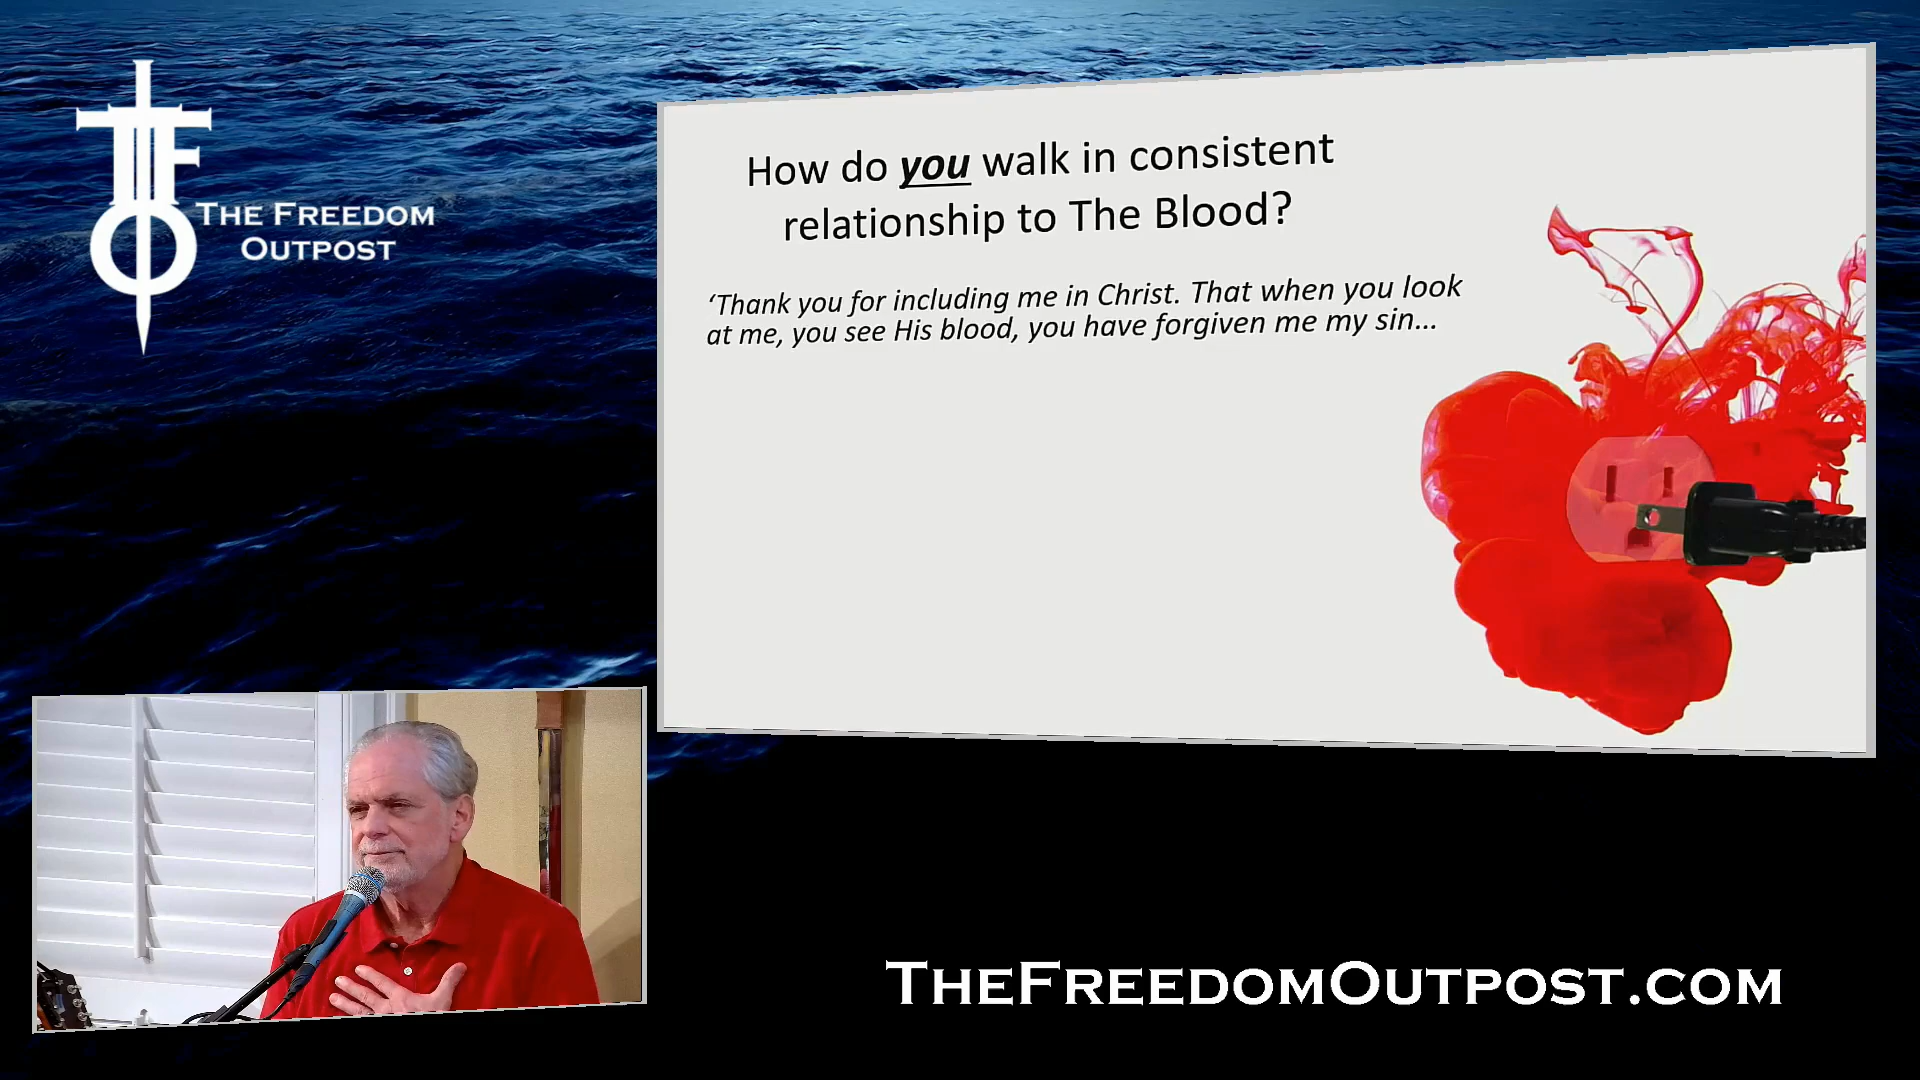 THE FREEDOM
OUTPOST
How do you walk in consistent
relationship to The Blood?
‘Thank you for including me in Christ. That when you look
at me, you see His blood, you have forgiven me my sin...
THEFREEDOMOUTPOST.COM